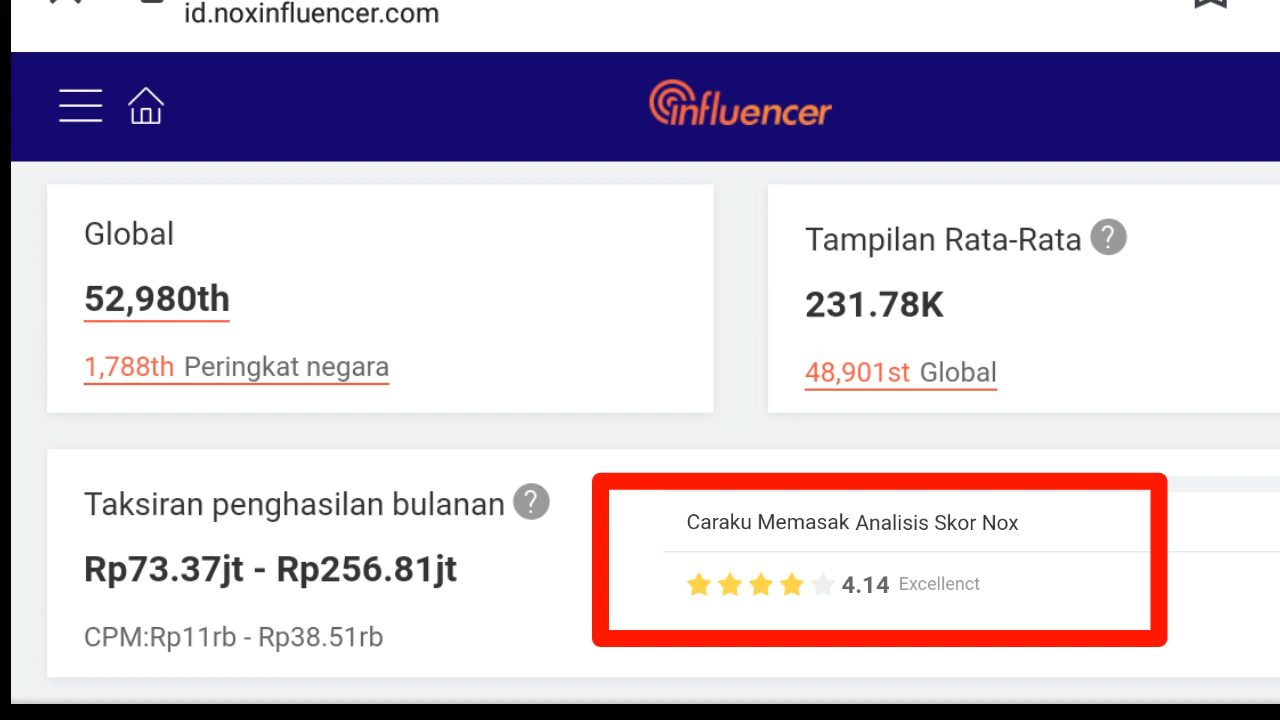 id.noxinfluencer.com
influencer
Global
52,980th
1,788th Peringkat negara
Tampilan Rata-Rata ?
231.78K
48,901st Global
Taksiran penghasilan bulanan ?
Rp73.37jt - Rp256.81jt
CPM:Rp11rb - Rp38.51rb
Caraku Memasak Analisis Skor Nox
4.14 Excellenct